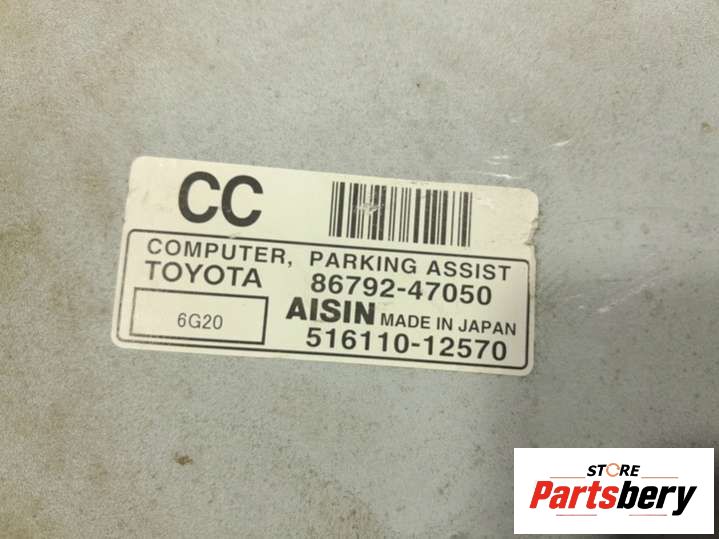 CC
COMPUTER, PARKING ASSIST
TOYOTA 86792-47050
6G20
AISIN MADE IN JAPAN
516110-12570
STORE
Partsbery